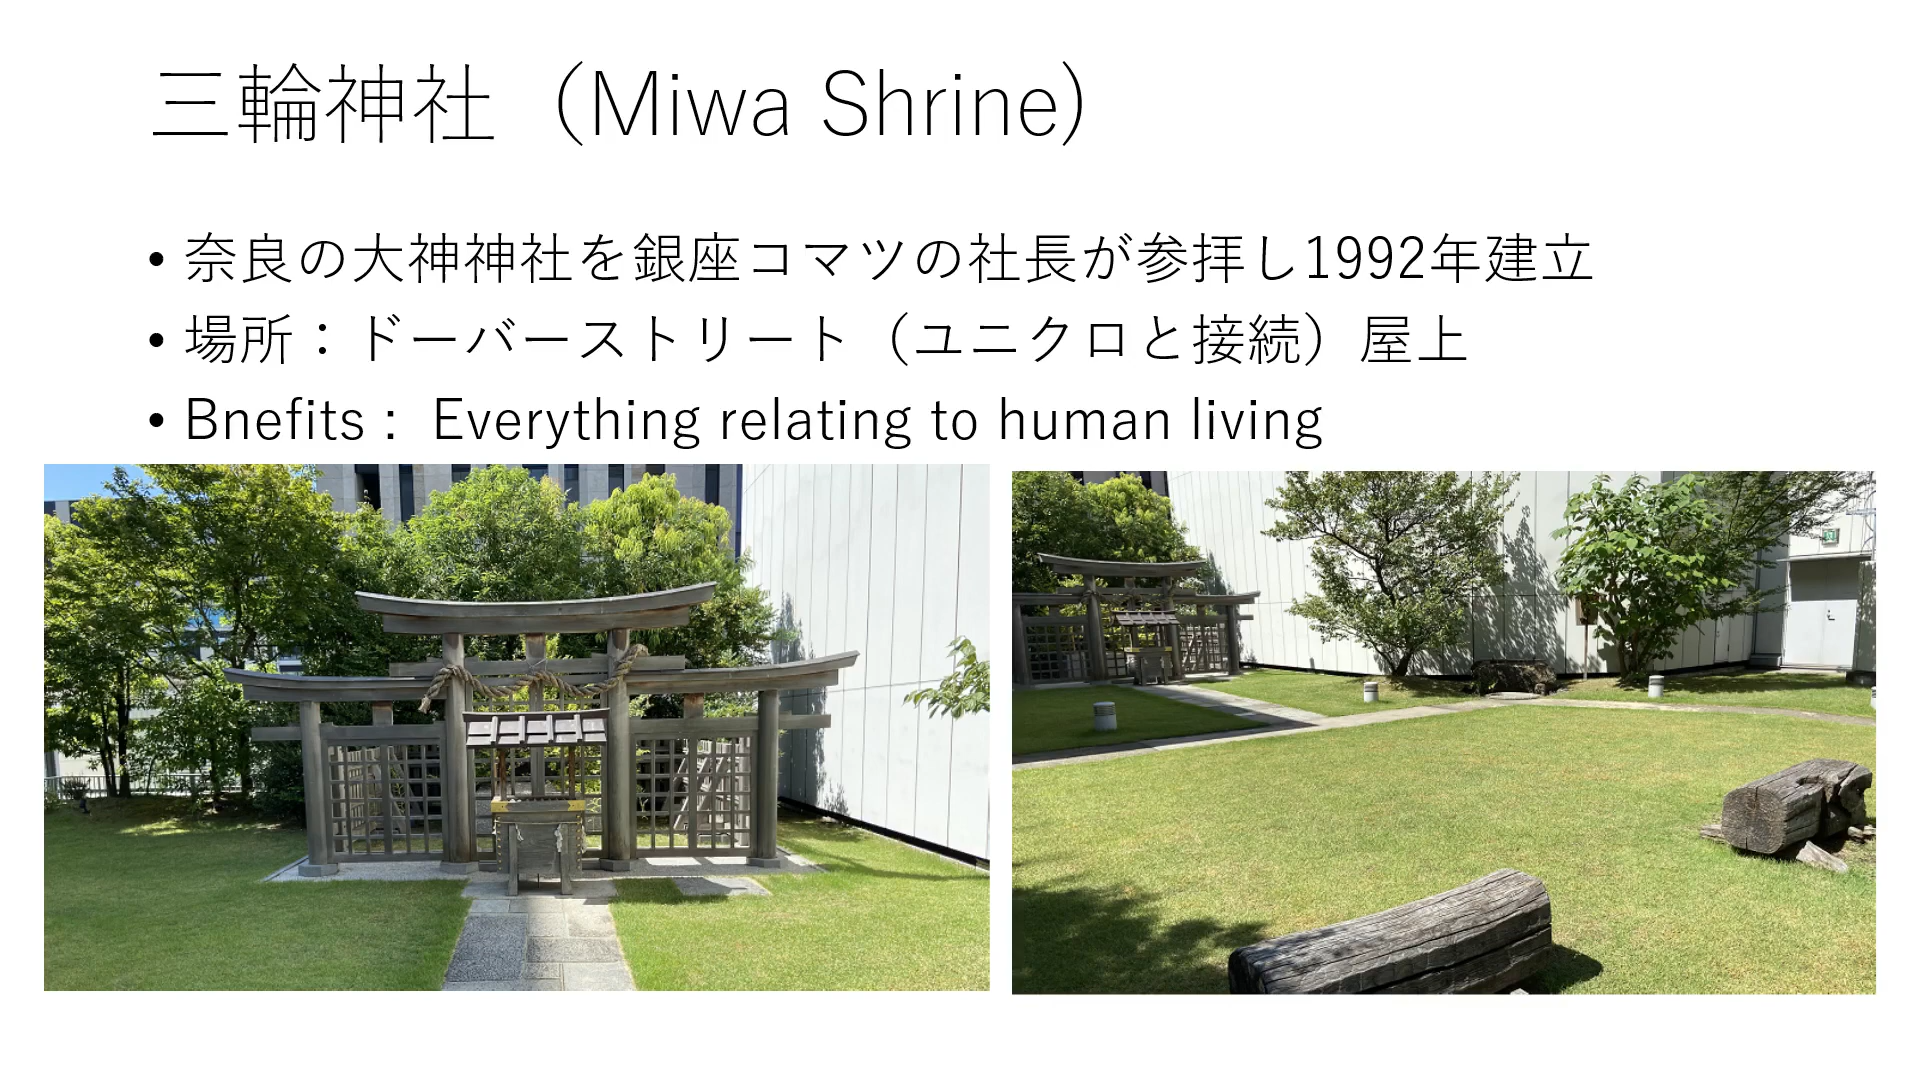 三輪神社（Miwa Shrine）
• 奈良の大神神社を銀座コマツの社長が参拝し1992年建立
• 場所：ドーバーストリート（ユニクロと接続）屋上
• Bnefits： Everything relating to human living